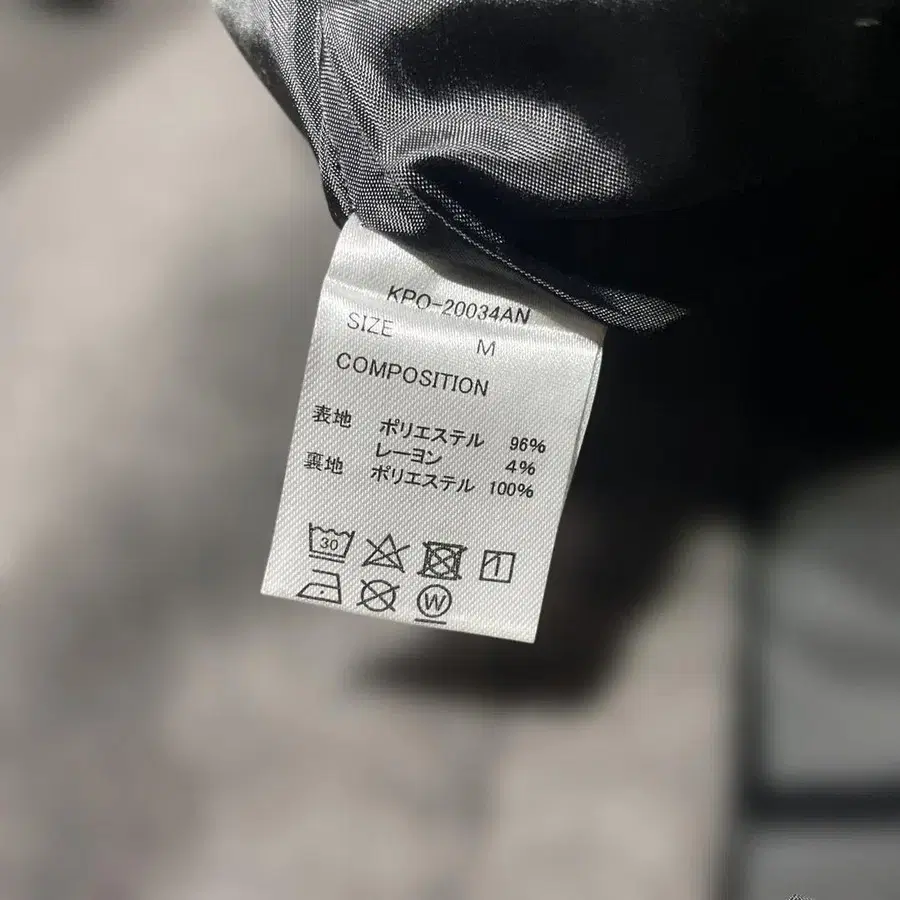 KPO-20034AN
SIZE M
COMPOSITION
表地 ポリエステル 96%
レーヨン 4%
裏地 ポリエステル 100%
30
W